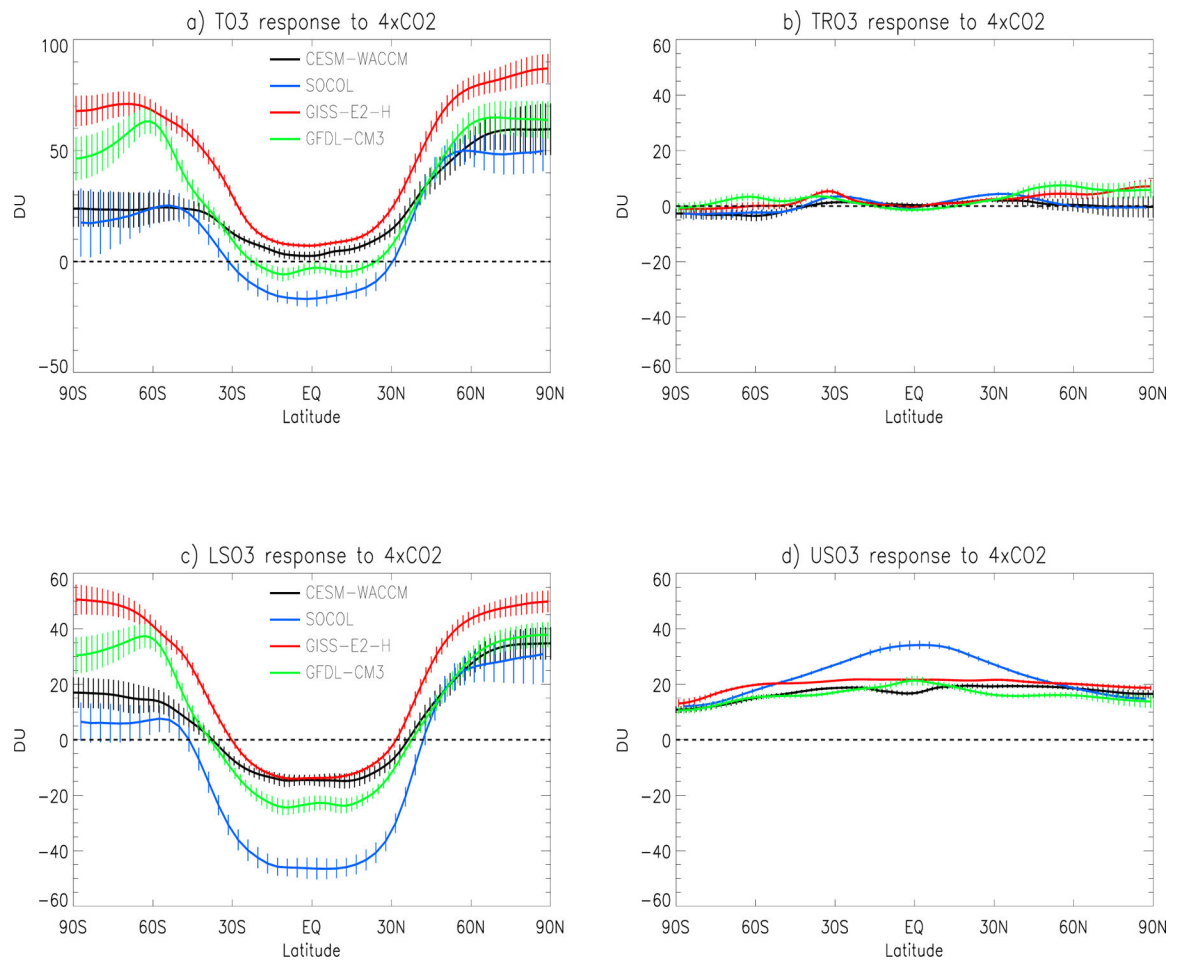 a) TO3 response to 4xCO2
100
50
0
-50
DU
CESM-WACCM
SOCOL
GISS-E2-H
GFDL-CM3
90S 60S 30S EQ 30N 60N 90N
Latitude
b) TRO3 response to 4xCO2
60
40
20
0
-20
-40
-60
DU
90S 60S 30S EQ 30N 60N 90N
Latitude
c) LSO3 response to 4xCO2
60
40
20
0
-20
-40
-60
DU
CESM-WACCM
SOCOL
GISS-E2-H
GFDL-CM3
90S 60S 30S EQ 30N 60N 90N
Latitude
d) USO3 response to 4xCO2
60
40
20
0
-20
-40
-60
DU
90S 60S 30S EQ 30N 60N 90N
Latitude